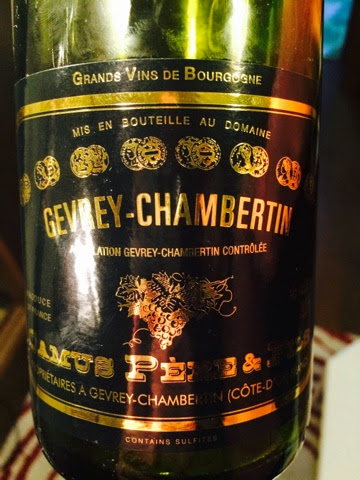 GRANDS VINS DE BOURGOGNE
MIS EN BOUTEILLE AU DOMAINE
GEVREY-CHAMBERTIN
GEVREY-CHAMBERTIN CONTRÔLÉE
PÈRE &
À GEVREY-CHAMBERTIN
CONTAINS SULFITES